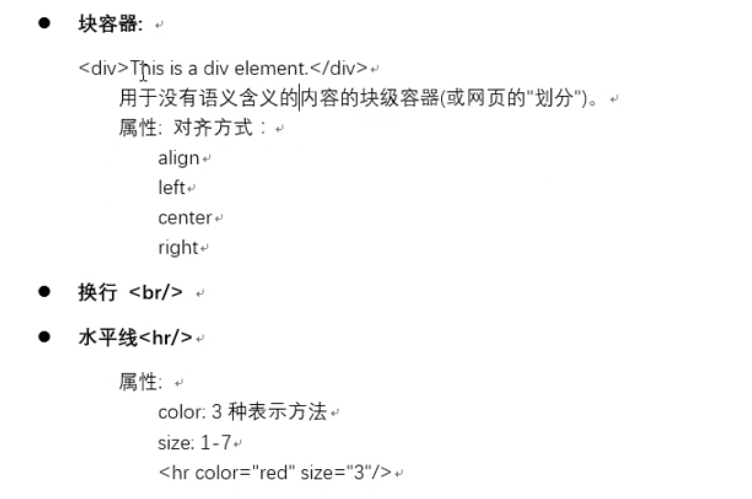 ● 块容器:
<div>This is a div element.</div>
用于没有语义含义的内容的块级容器(或网页的"划分")。
属性: 对齐方式：
align
left
center
right
● 换行 <br/>
● 水平线<hr/>
属性:
color: 3 种表示方法
size: 1-7
<hr color="red" size="3"/>